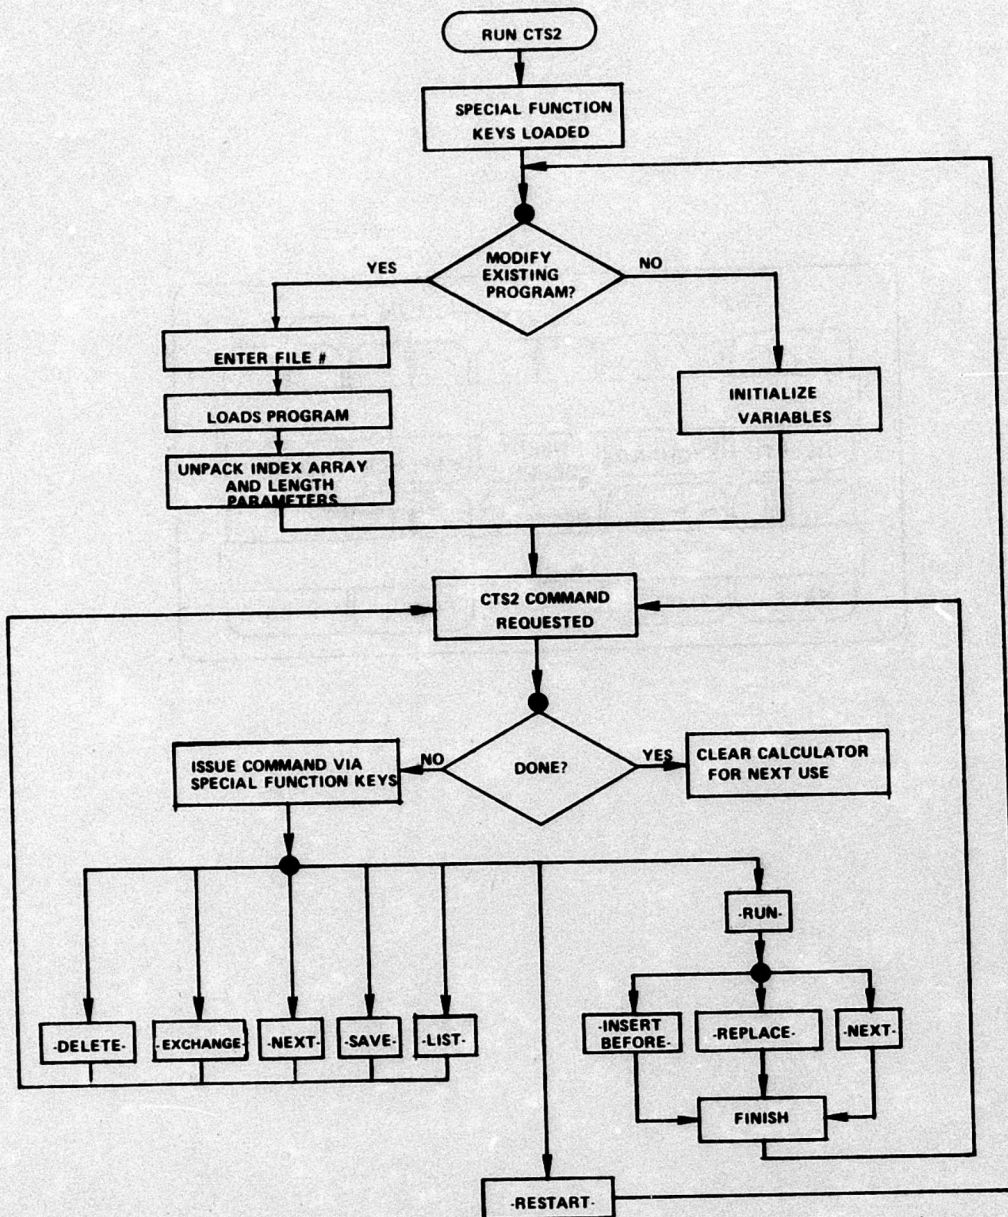 RUN CTS2
SPECIAL FUNCTION
KEYS LOADED
MODIFY
EXISTING
PROGRAM?
YES
NO
ENTER FILE #
LOADS PROGRAM
UNPACK INDEX ARRAY
AND LENGTH
PARAMETERS
INITIALIZE
VARIABLES
CTS2 COMMAND
REQUESTED
DONE?
NO
YES
ISSUE COMMAND VIA
SPECIAL FUNCTION KEYS
CLEAR CALCULATOR
FOR NEXT USE
-RUN-
-DELETE-
-EXCHANGE-
-NEXT-
-SAVE-
-LIST-
-INSERT
BEFORE-
-REPLACE-
-NEXT-
FINISH
-RESTART-